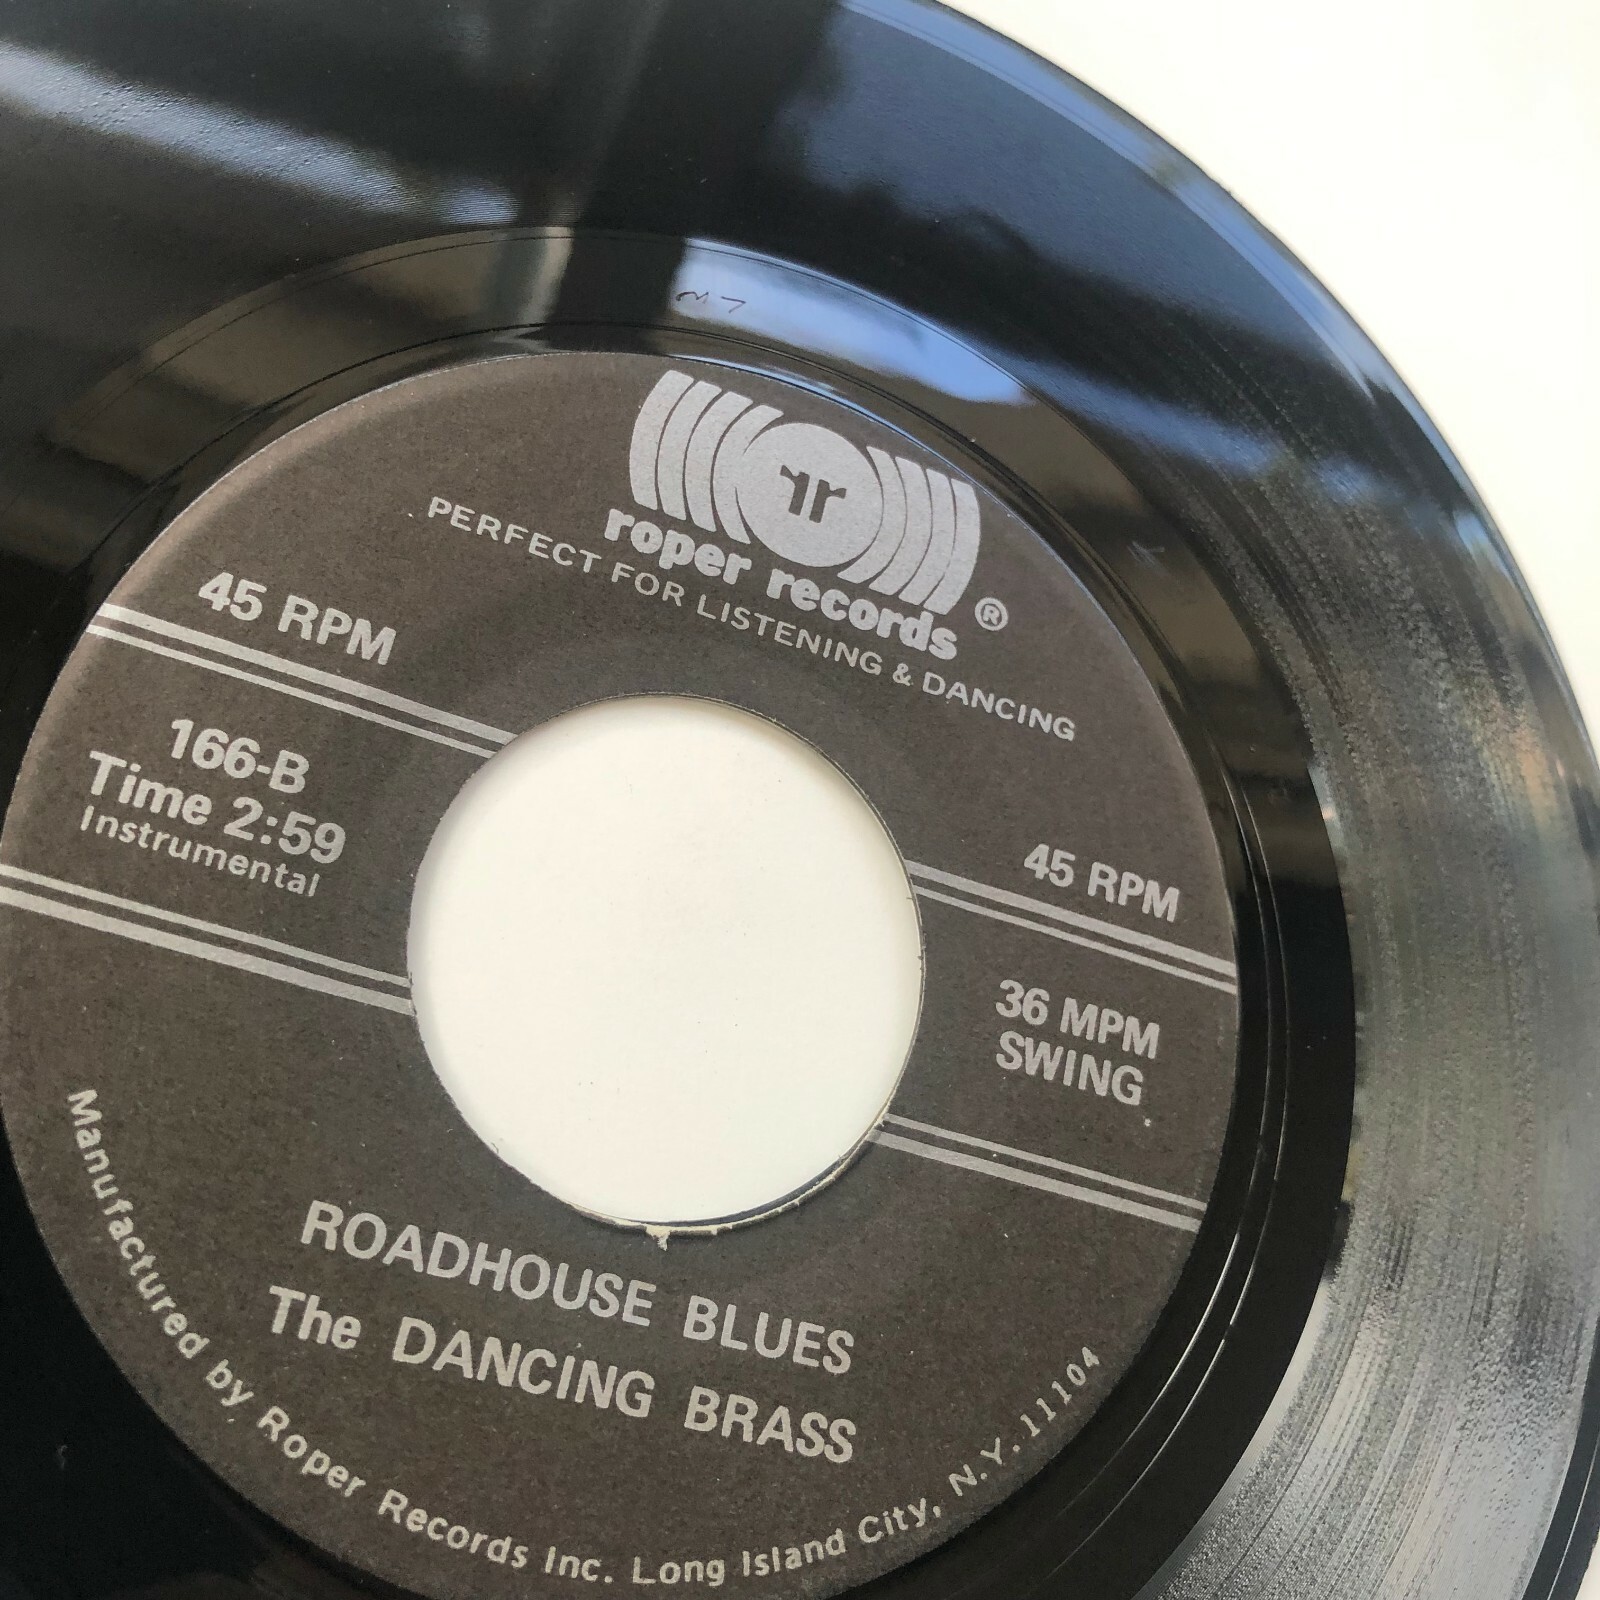 rr
roper records ®
PERFECT FOR LISTENING & DANCING
45 RPM
45 RPM
166-B
Time 2:59
Instrumental
36 MPM
SWING
ROADHOUSE BLUES
The DANCING BRASS
Manufactured by Roper Records Inc. Long Island City, N.Y. 11104